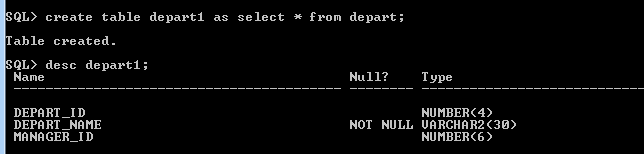 SQL> create table depart1 as select * from depart;
Table created.
SQL> desc depart1;
Name Null? Type
----------------------------------------- -------- ----------------------------
DEPART_ID NUMBER(4)
DEPART_NAME NOT NULL VARCHAR2(30)
MANAGER_ID NUMBER(6)